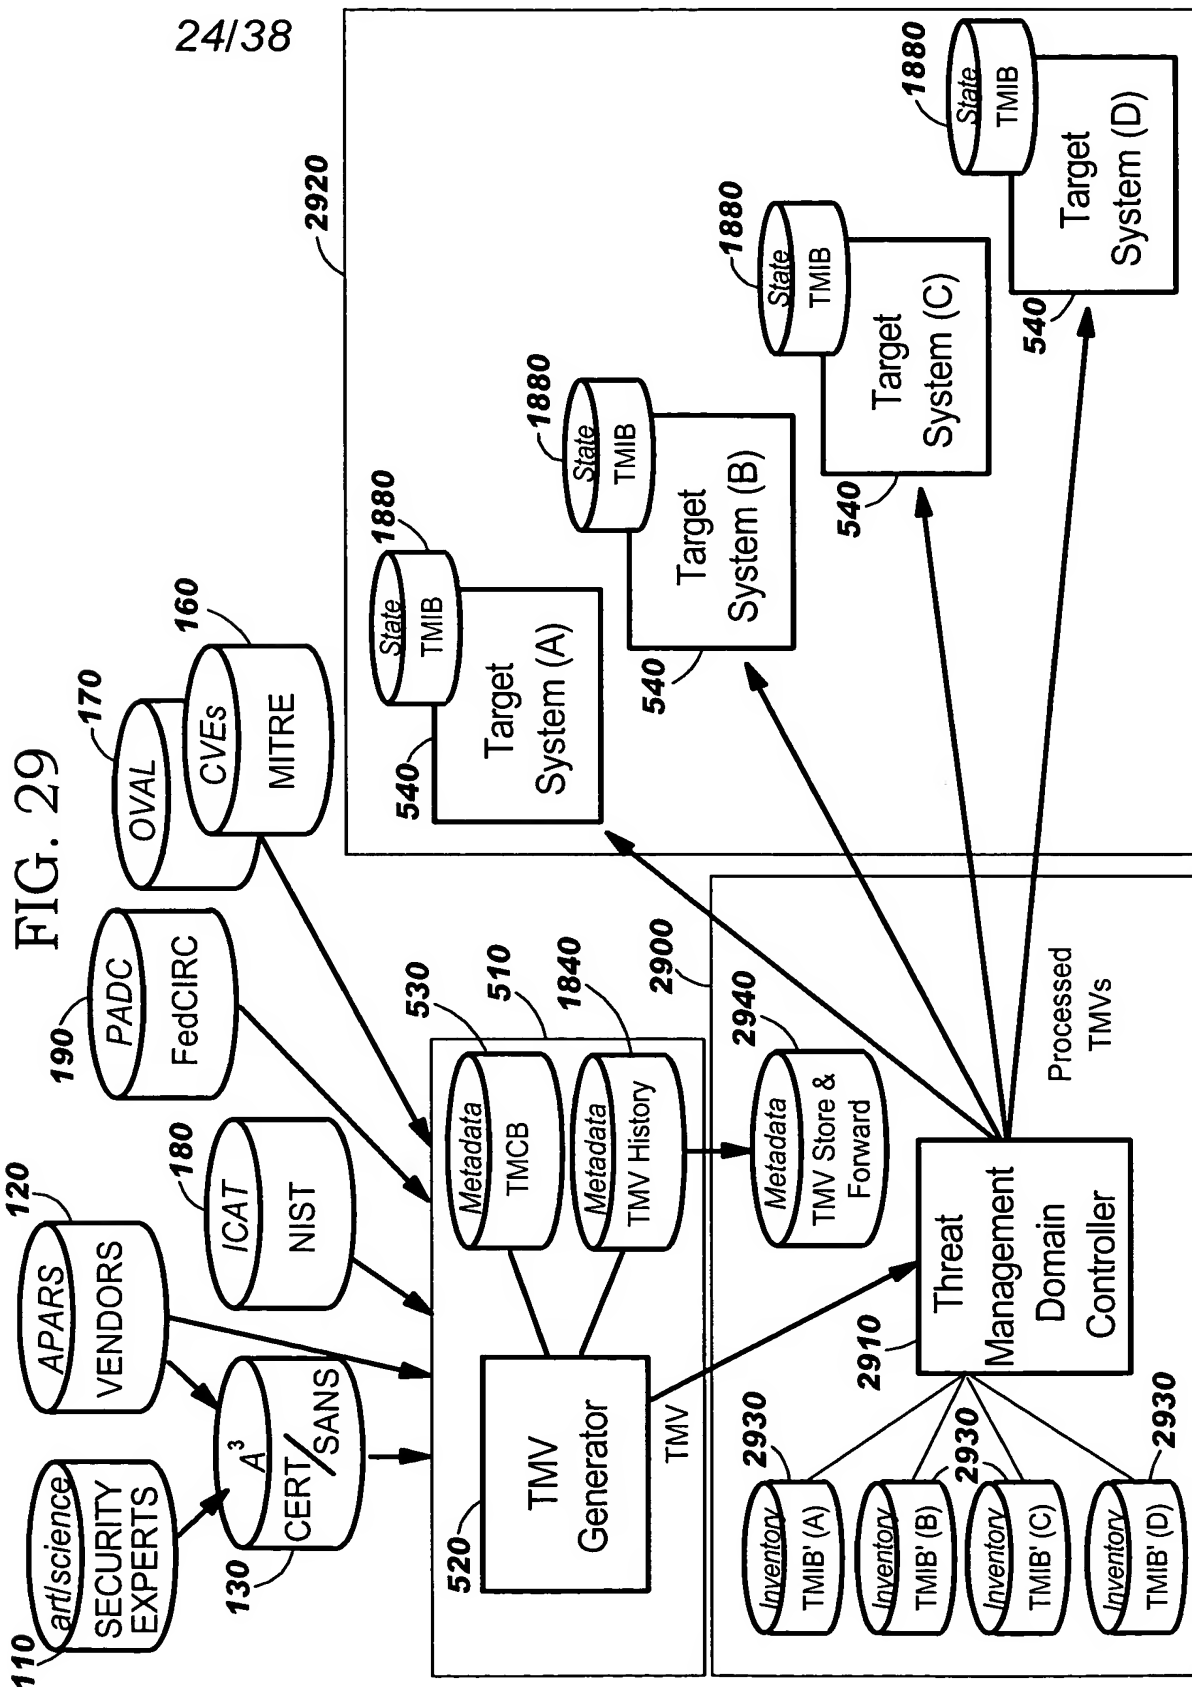 24/38
FIG. 29
110
art/science
SECURITY
EXPERTS
120
APARS
VENDORS
130
A³
CERT/SANS
180
ICAT
NIST
190
PADC
FedCIRC
170
OVAL
160
CVEs
MITRE
520
TMV
Generator
530
Metadata
TMCB
510
1840
Metadata
TMV History
TMV
2900
2940
Metadata
TMV Store &
Forward
2910
Threat
Management
Domain
Controller
Processed
TMVs
2930
Inventory
TMIB' (A)
Inventory
TMIB' (B)
2930
Inventory
TMIB' (C)
2930
Inventory
TMIB' (D)
2920
1880
State
TMIB
540
Target
System (A)
1880
State
TMIB
540
Target
System (B)
1880
State
TMIB
540
Target
System (C)
1880
State
TMIB
540
Target
System (D)